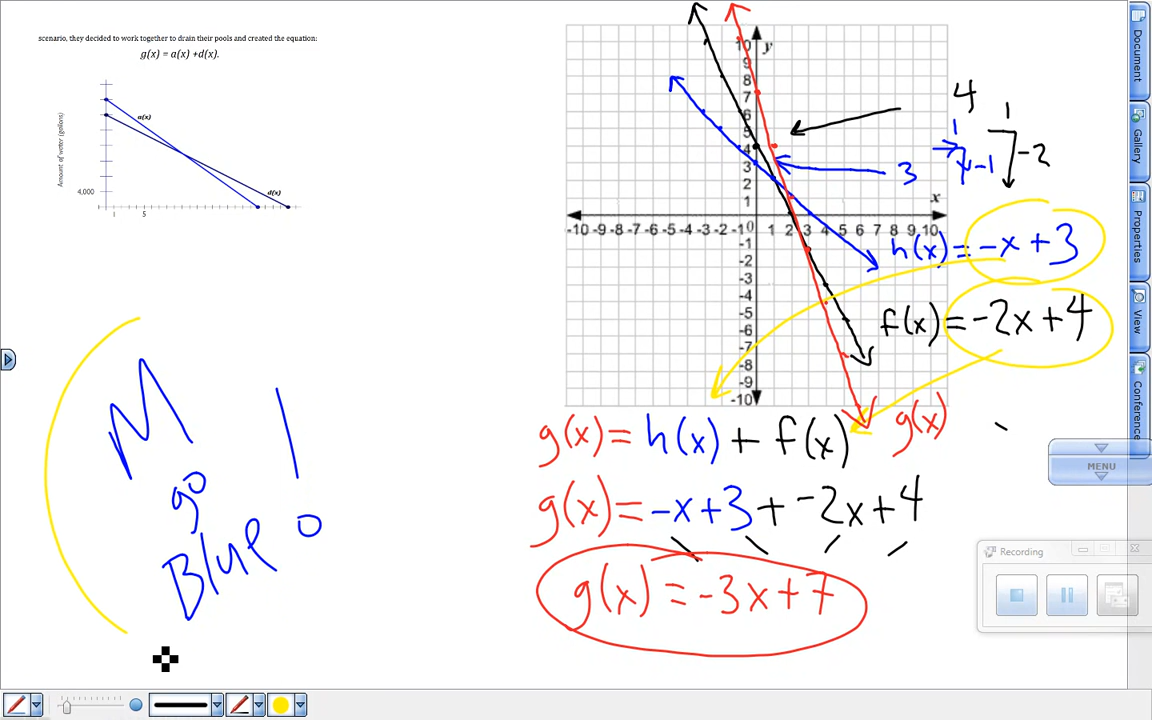 scenario, they decided to work together to drain their pools and created the equation:
g(x) = a(x) +d(x).
a(x)
Amount of water (gallons)
4,000
d(x)
1 5
M
go
Blue!
y
10
9
8
7
6
5
4
3
2
1
x
-10 -9 -8 -7 -6 -5 -4 -3 -2 -1 0 1 2 3 4 5 6 7 8 9 10
-1
-2
-3
-4
-5
-6
-7
-8
-9
-10
4
3
1
-1
1
-2
h(x) = -x + 3
f(x) = -2x + 4
g(x) = h(x) + f(x)
g(x)
g(x) = -x + 3 + -2x + 4
g(x) = -3x + 7
Document
Gallery
Properties
View
Conference
MENU
Recording